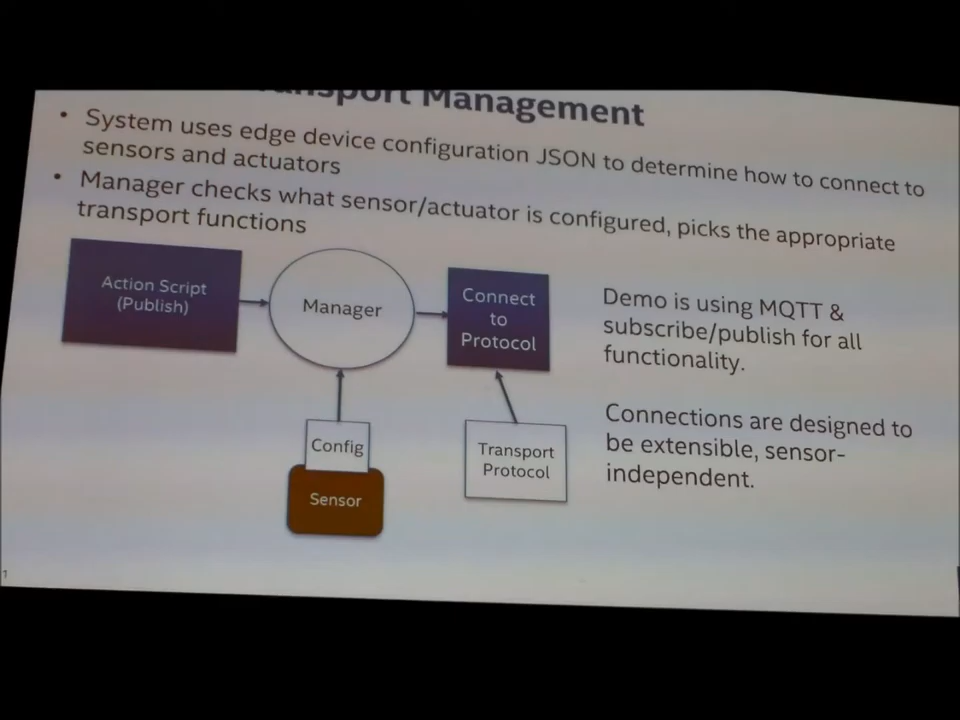 Transport Management
• System uses edge device configuration JSON to determine how to connect to
sensors and actuators
• Manager checks what sensor/actuator is configured, picks the appropriate
transport functions
Action Script
(Publish)
Manager
Connect
to
Protocol
Config
Sensor
Transport
Protocol
Demo is using MQTT &
subscribe/publish for all
functionality.
Connections are designed to
be extensible, sensor-
independent.
1